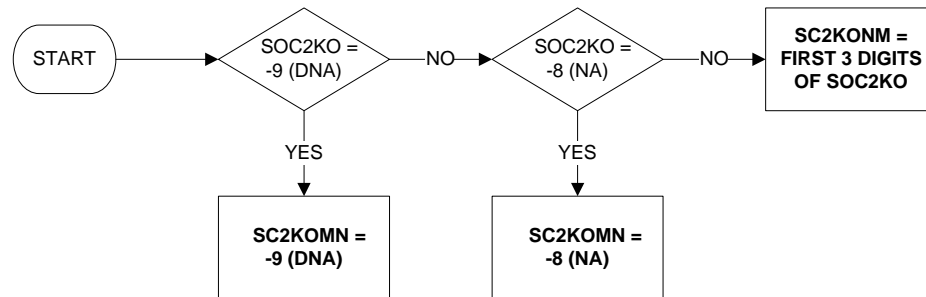 START
SOC2KO =
-9 (DNA)
NO
SOC2KO =
-8 (NA)
NO
SC2KONM =
FIRST 3 DIGITS
OF SOC2KO
YES
YES
SC2KOMN =
-9 (DNA)
SC2KOMN =
-8 (NA)